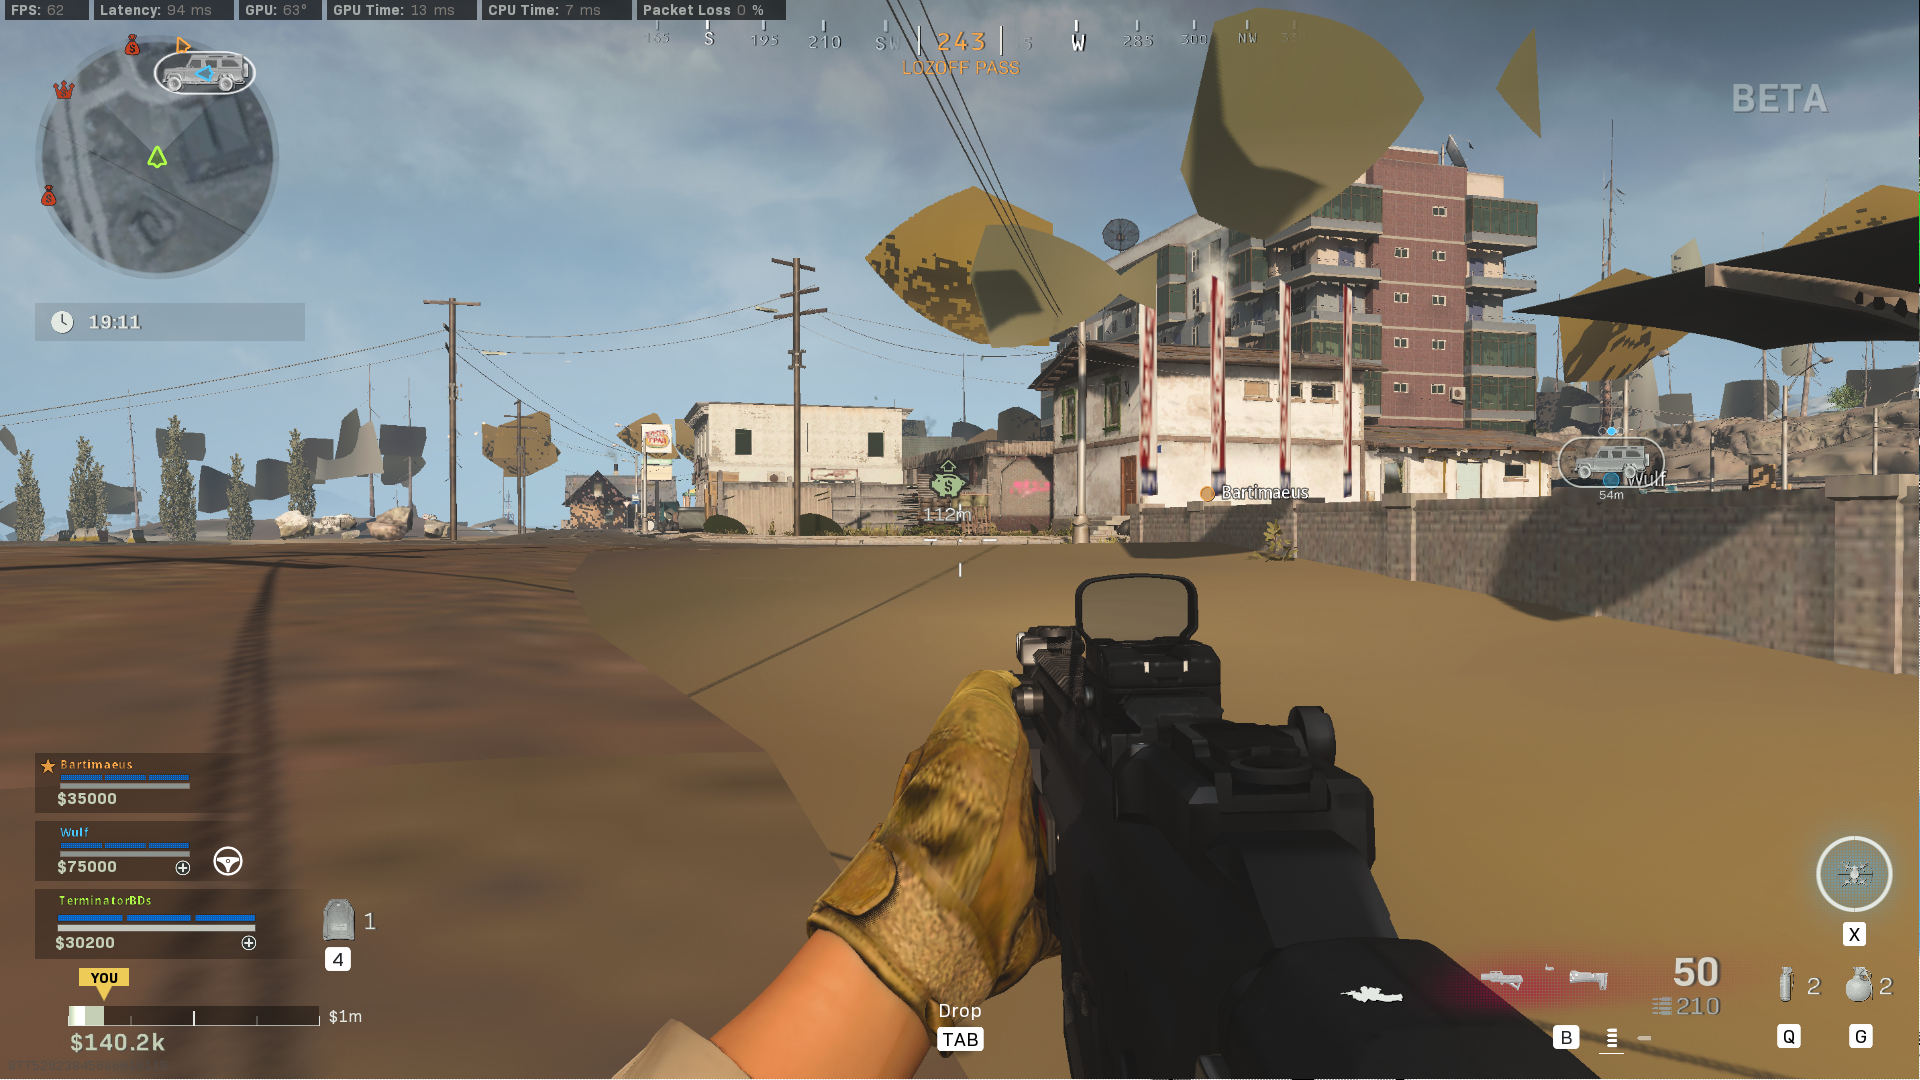 FPS: 62 Latency: 94 ms GPU: 63° GPU Time: 13 ms CPU Time: 7 ms Packet Loss 0 %
165 S 195 210 SW 243 W 285 300 NW
LOZOFF PASS
BETA
19:11
112m
Bartimaeus
Wulf
54m
Bartimaeus
$35000
Wulf
$75000
TerminatorBDs
$30200
1
4
YOU
$1m
$140.2k
Drop
TAB
X
50
210
2
2
B
Q
G